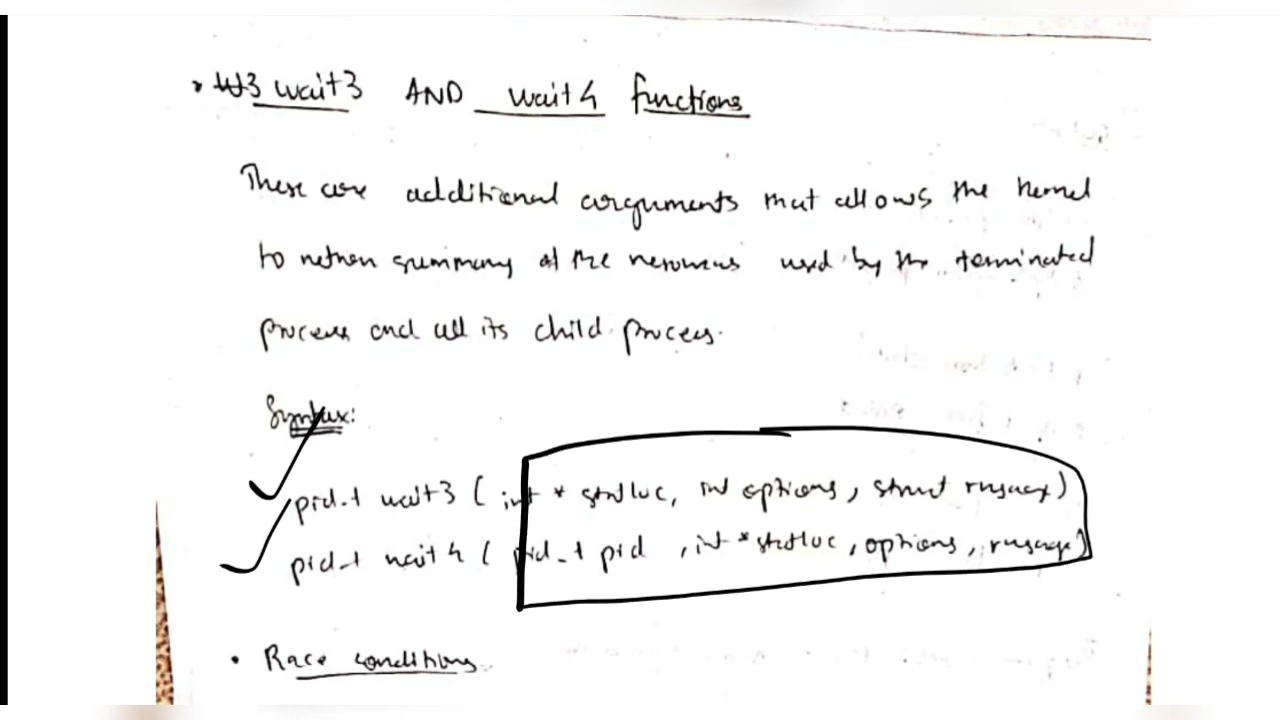 wait3 AND wait4 functions
These are additional arguments that allows the kernel
to return summary of the resources used by the terminated
process and all its child process.
Syntax:
pid_t wait3 ( int * statloc, int options, struct rusage x)
pid_t wait4 ( pid_t pid , int * statloc, options, rusage)
• Race conditions